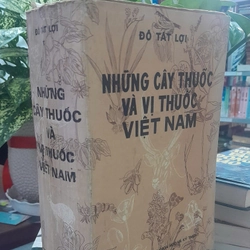 ĐỖ TẤT LỢI
NHỮNG
CÂY THUỐC
VÀ
VỊ THUỐC
VIỆT NAM
ĐỖ TẤT LỢI
NHỮNG CÂY THUỐC
VÀ VỊ THUỐC
VIỆT NAM